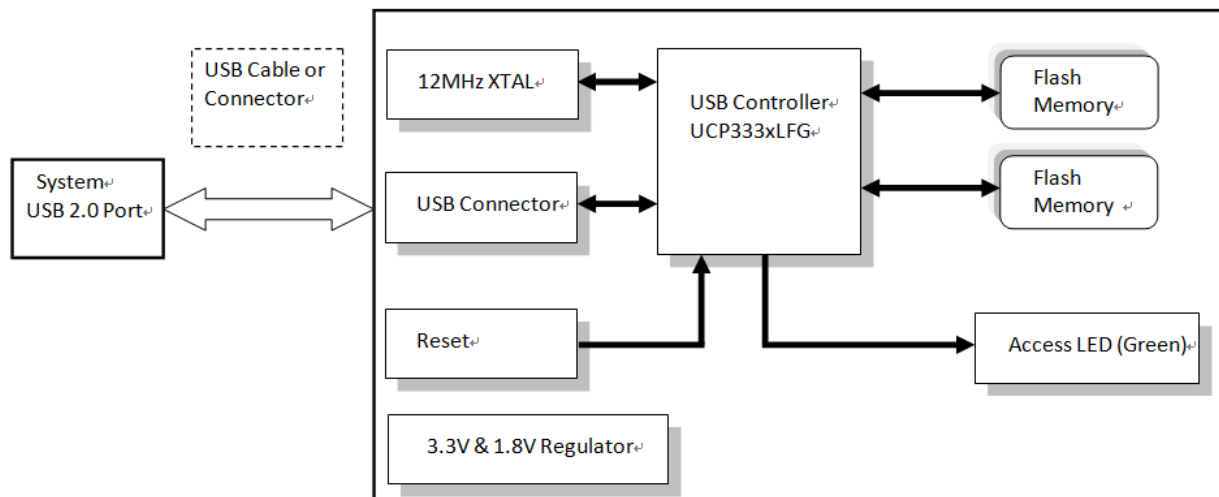 USB Cable or
Connector
System
USB 2.0 Port
12MHz XTAL
USB Connector
Reset
3.3V & 1.8V Regulator
USB Controller
UCP333xLFG
Flash
Memory
Flash
Memory
Access LED (Green)